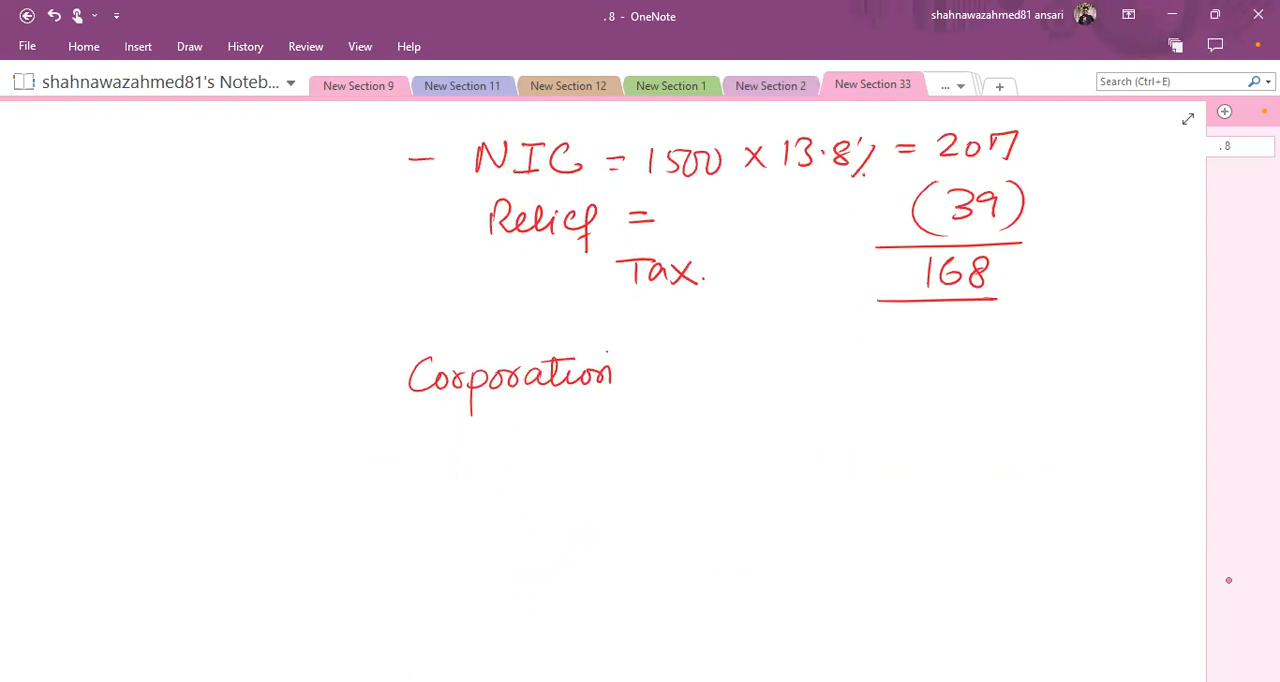 . 8 - OneNote
shahnawazahmed81 ansari
File Home Insert Draw History Review View Help
shahnawazahmed81's Noteb... New Section 9 New Section 11 New Section 12 New Section 1 New Section 2 New Section 33 ... + Search (Ctrl+E)
. 8
- NIC = 1500 x 13.8% = 207
Relief = (39)
Tax. 168
Corporation